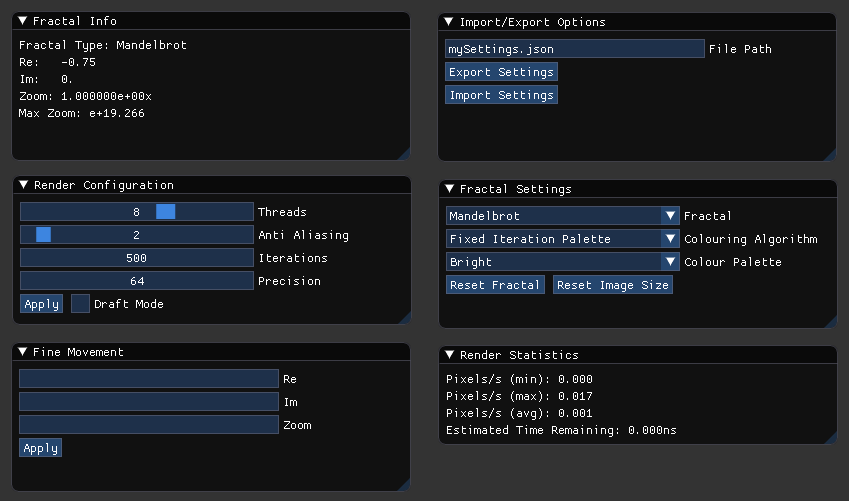 Fractal Info
Fractal Type: Mandelbrot
Re:   -0.75
Im:   0.
Zoom: 1.000000e+00x
Max Zoom: e+19.266
Import/Export Options
mySettings.json File Path
Export Settings
Import Settings
Render Configuration
8 Threads
2 Anti Aliasing
500 Iterations
64 Precision
Apply Draft Mode
Fractal Settings
Mandelbrot Fractal
Fixed Iteration Palette Colouring Algorithm
Bright Colour Palette
Reset Fractal Reset Image Size
Fine Movement
Re
Im
Zoom
Apply
Render Statistics
Pixels/s (min): 0.000
Pixels/s (max): 0.017
Pixels/s (avg): 0.001
Estimated Time Remaining: 0.000ns